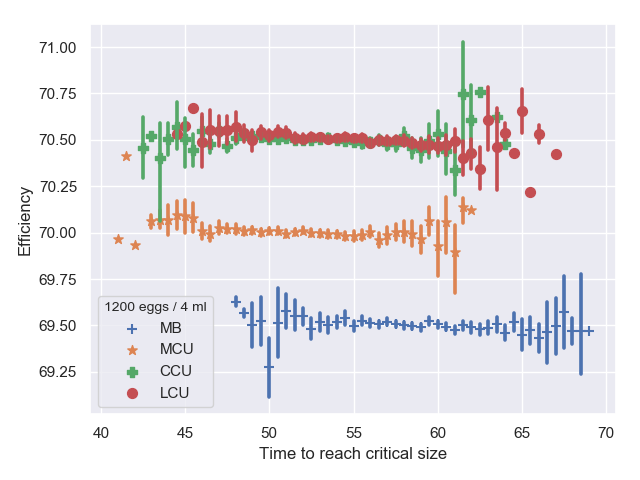 71.00
70.75
70.50
70.25
70.00
69.75
69.50
69.25
Efficiency
1200 eggs / 4 ml
MB
MCU
CCU
LCU
40 45 50 55 60 65 70
Time to reach critical size